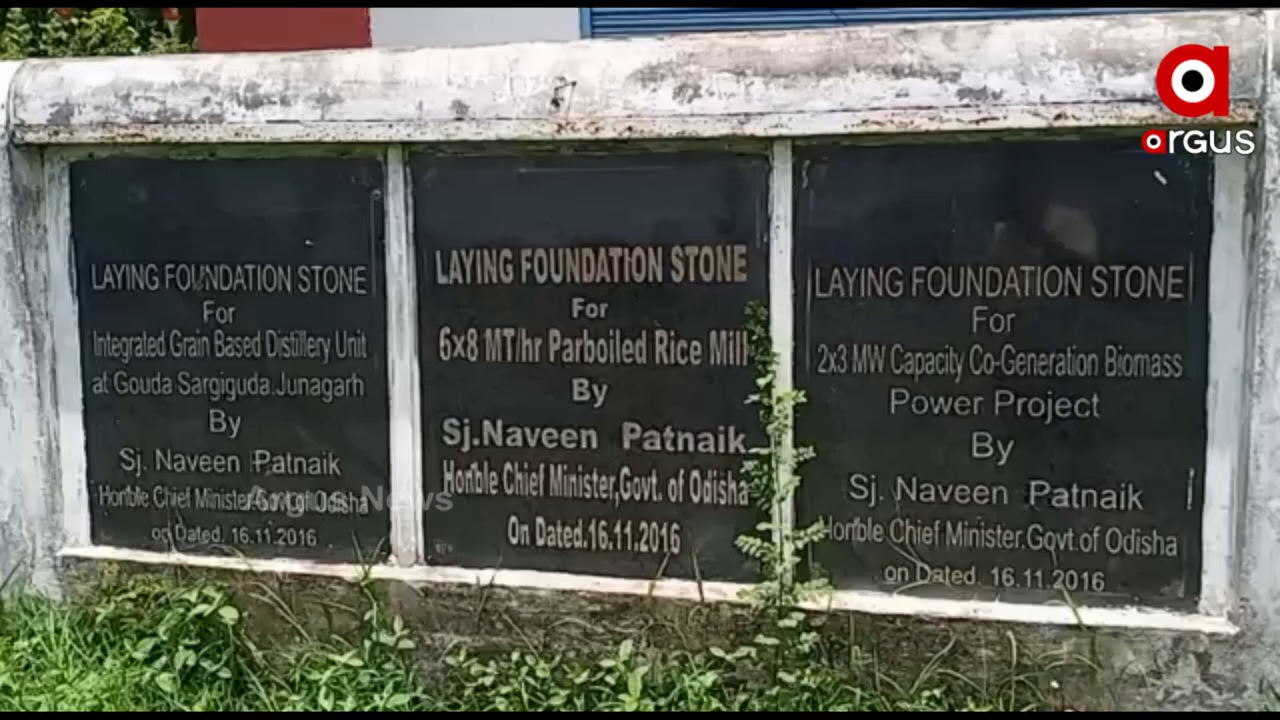 argus
LAYING FOUNDATION STONE
For
Integrated Grain Based Distillery Unit
at Gouda Sargiguda.Junagarh
By
Sj. Naveen Patnaik
Hon'ble Chief Minister.Govt.of Odisha
on Dated. 16.11.2016
LAYING FOUNDATION STONE
For
6x8 MT/hr Parboiled Rice Mill
By
Sj.Naveen Patnaik
Hon'ble Chief Minister,Govt. of Odisha
On Dated.16.11.2016
LAYING FOUNDATION STONE
For
2x3 MW Capacity Co-Generation Biomass
Power Project
By
Sj. Naveen Patnaik
Hon'ble Chief Minister.Govt.of Odisha
on Dated. 16.11.2016
Argus News